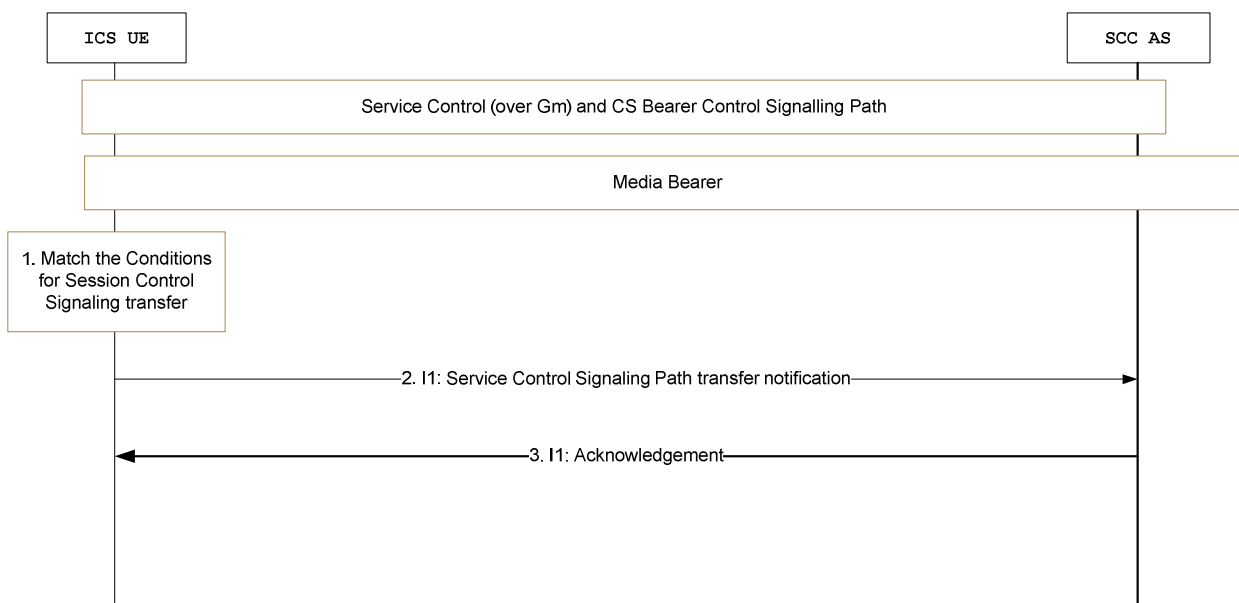 ICS UE
SCC AS
Service Control (over Gm) and CS Bearer Control Signalling Path
Media Bearer
1. Match the Conditions
for Session Control
Signaling transfer
2. I1: Service Control Signaling Path transfer notification
3. I1: Acknowledgement